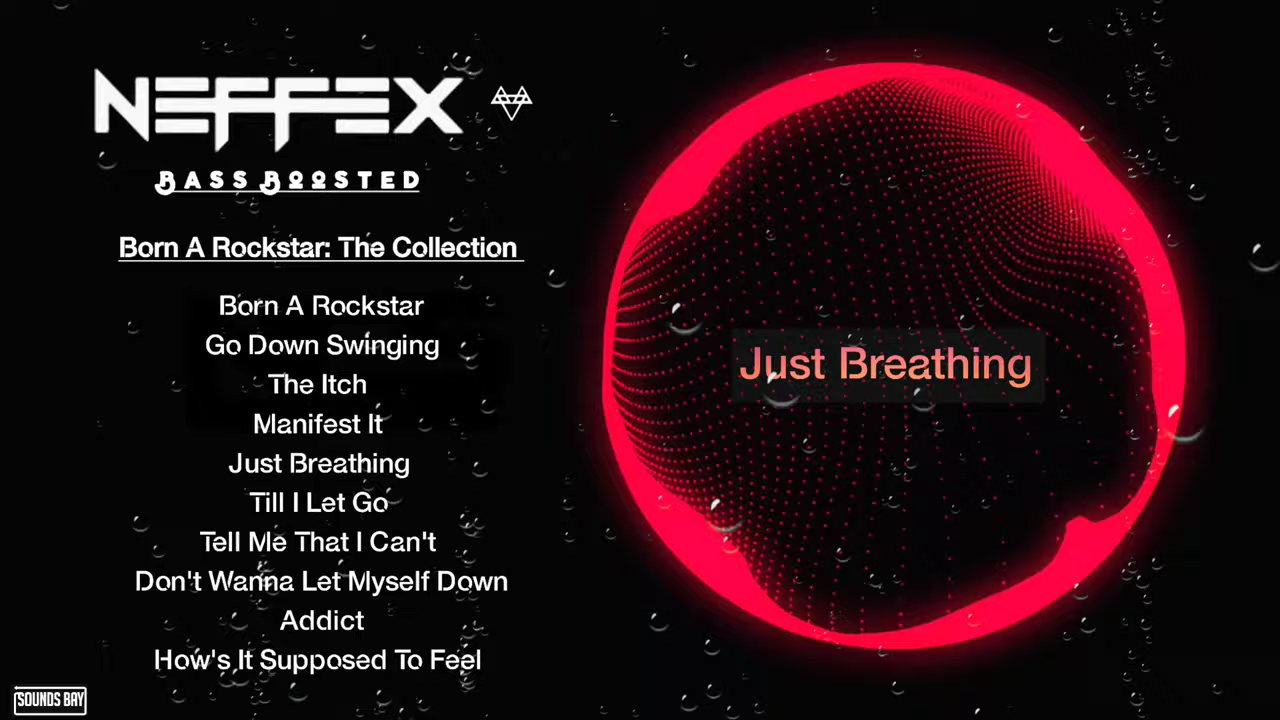 NEFFEX
BASS BOOSTED
Born A Rockstar: The Collection
Born A Rockstar
Go Down Swinging
The Itch
Manifest It
Just Breathing
Till I Let Go
Tell Me That I Can't
Don't Wanna Let Myself Down
Addict
How's It Supposed To Feel
Just Breathing
SOUNDS BAY